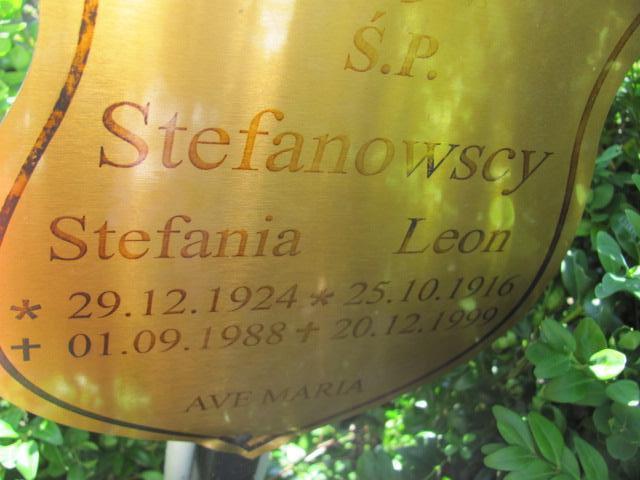 Ś.P.
Stefanowscy
Stefania Leon
* 29.12.1924 * 25.10.1916
+ 01.09.1988 + 20.12.1999
AVE MARIA